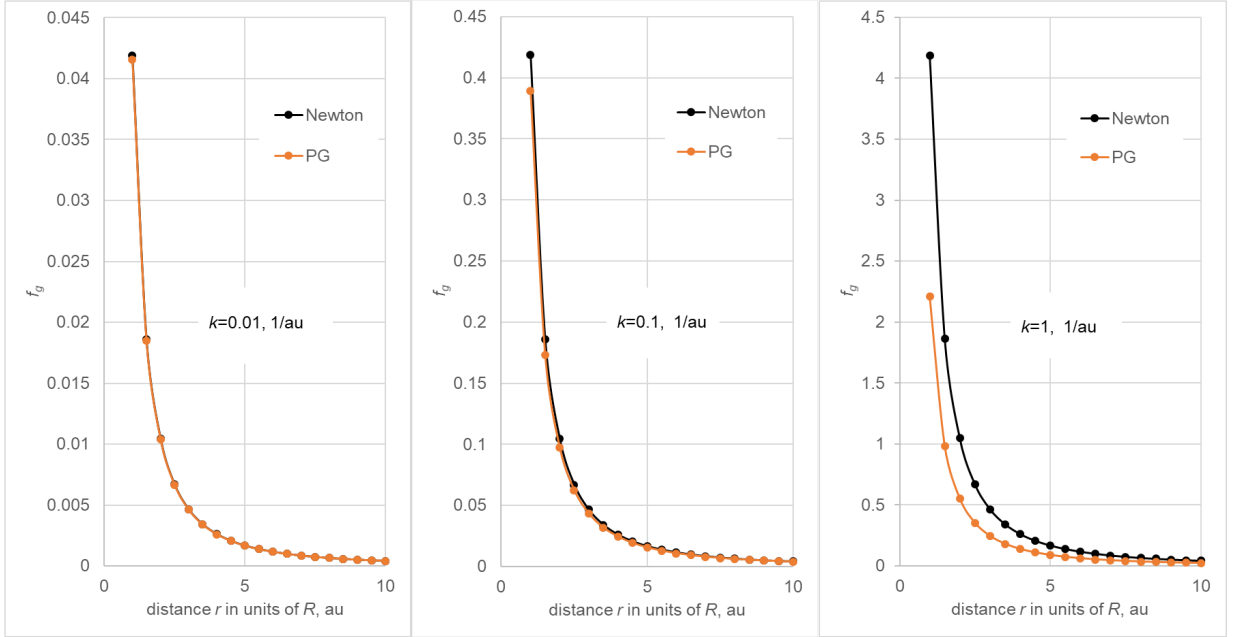 0.045
0.04
0.035
0.03
0.025
0.02
0.015
0.01
0.005
0
f_g
Newton
PG
k=0.01, 1/au
0
5
10
distance r in units of R, au
0.45
0.4
0.35
0.3
0.25
0.2
0.15
0.1
0.05
0
f_g
Newton
PG
k=0.1, 1/au
0
5
10
distance r in units of R, au
4.5
4
3.5
3
2.5
2
1.5
1
0.5
0
f_g
Newton
PG
k=1, 1/au
0
5
10
distance r in units of R, au